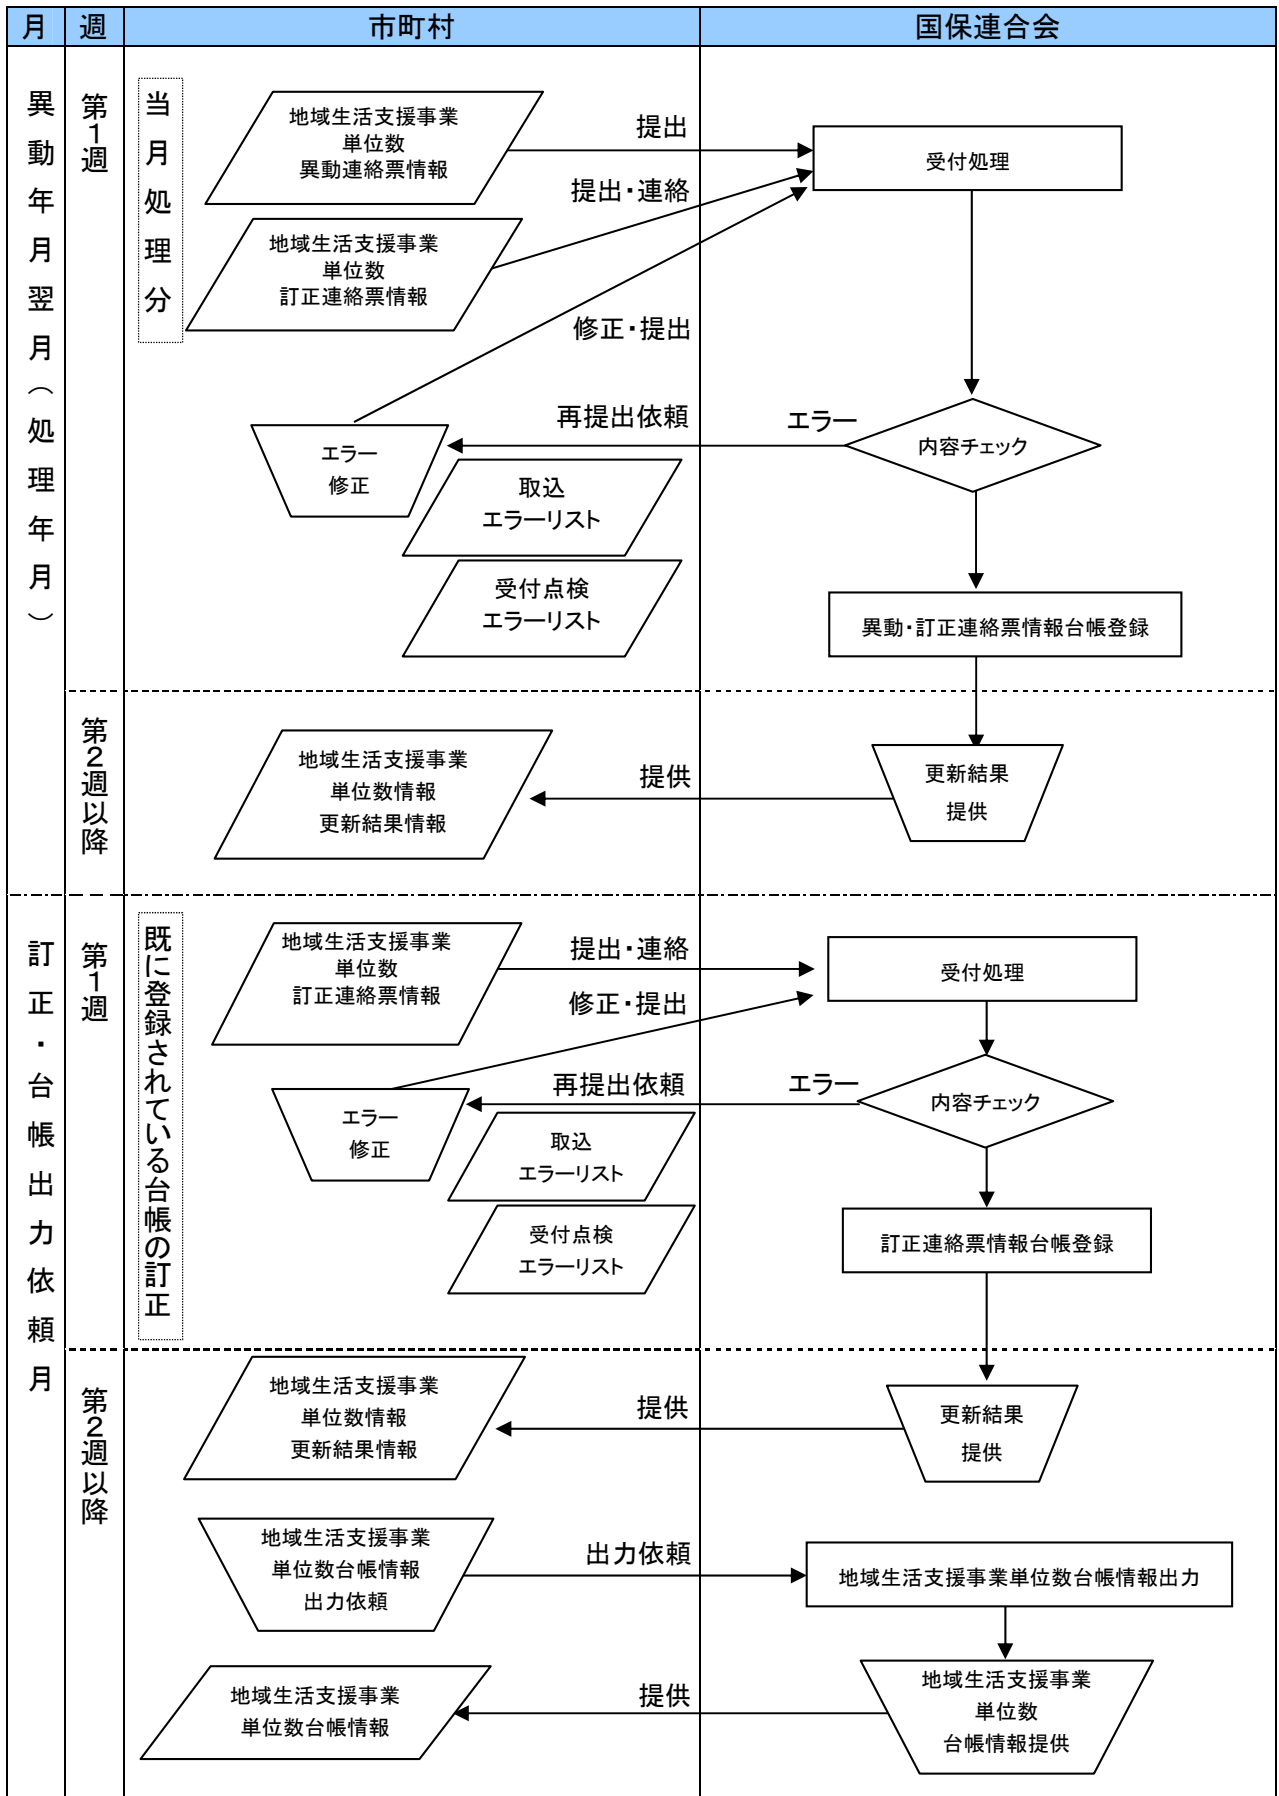 月
週
市町村
国保連合会
異動年月翌月（処理年月）
第1週
当月処理分
地域生活支援事業
単位数
異動連絡票情報
提出
受付処理
提出・連絡
地域生活支援事業
単位数
訂正連絡票情報
修正・提出
再提出依頼
エラー
内容チェック
エラー
修正
取込
エラーリスト
受付点検
エラーリスト
異動・訂正連絡票情報台帳登録
第2週以降
地域生活支援事業
単位数情報
更新結果情報
提供
更新結果
提供
訂正・台帳出力依頼月
第1週
既に登録されている台帳の訂正
地域生活支援事業
単位数
訂正連絡票情報
提出・連絡
受付処理
修正・提出
再提出依頼
エラー
内容チェック
エラー
修正
取込
エラーリスト
受付点検
エラーリスト
訂正連絡票情報台帳登録
第2週以降
地域生活支援事業
単位数情報
更新結果情報
提供
更新結果
提供
地域生活支援事業
単位数台帳情報
出力依頼
出力依頼
地域生活支援事業単位数台帳情報出力
地域生活支援事業
単位数台帳情報
提供
地域生活支援事業
単位数
台帳情報提供